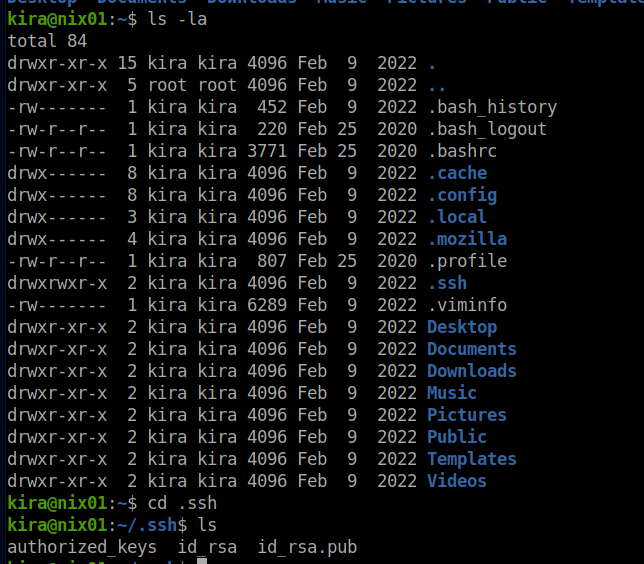 Desktop Documents Downloads Music Pictures Public Template
kira@nix01:~$ ls -la
total 84
drwxr-xr-x 15 kira kira 4096 Feb  9  2022 .
drwxr-xr-x  5 root root 4096 Feb  9  2022 ..
-rw-------  1 kira kira  452 Feb  9  2022 .bash_history
-rw-r--r--  1 kira kira  220 Feb 25  2020 .bash_logout
-rw-r--r--  1 kira kira 3771 Feb 25  2020 .bashrc
drwx------  8 kira kira 4096 Feb  9  2022 .cache
drwx------  8 kira kira 4096 Feb  9  2022 .config
drwx------  3 kira kira 4096 Feb  9  2022 .local
drwx------  4 kira kira 4096 Feb  9  2022 .mozilla
-rw-r--r--  1 kira kira  807 Feb 25  2020 .profile
drwxrwxr-x  2 kira kira 4096 Feb  9  2022 .ssh
-rw-------  1 kira kira 6289 Feb  9  2022 .viminfo
drwxr-xr-x  2 kira kira 4096 Feb  9  2022 Desktop
drwxr-xr-x  2 kira kira 4096 Feb  9  2022 Documents
drwxr-xr-x  2 kira kira 4096 Feb  9  2022 Downloads
drwxr-xr-x  2 kira kira 4096 Feb  9  2022 Music
drwxr-xr-x  2 kira kira 4096 Feb  9  2022 Pictures
drwxr-xr-x  2 kira kira 4096 Feb  9  2022 Public
drwxr-xr-x  2 kira kira 4096 Feb  9  2022 Templates
drwxr-xr-x  2 kira kira 4096 Feb  9  2022 Videos
kira@nix01:~$ cd .ssh
kira@nix01:~/.ssh$ ls
authorized_keys  id_rsa  id_rsa.pub